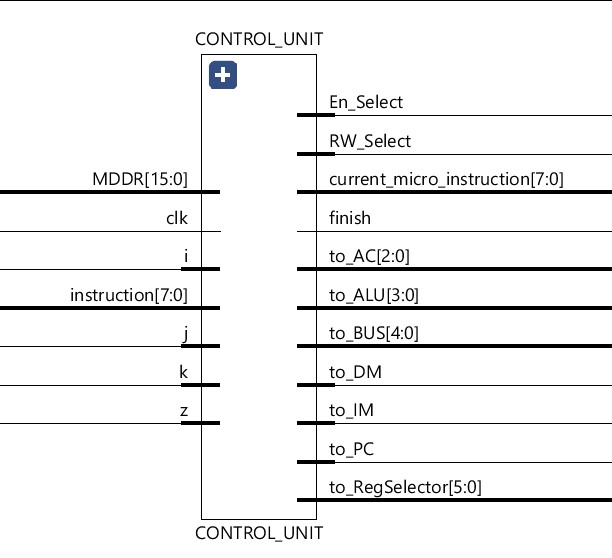 CONTROL_UNIT
En_Select
RW_Select
MDDR[15:0]
current_micro_instruction[7:0]
clk
finish
i
to_AC[2:0]
instruction[7:0]
to_ALU[3:0]
j
to_BUS[4:0]
k
to_DM
z
to_IM
to_PC
to_RegSelector[5:0]
CONTROL_UNIT